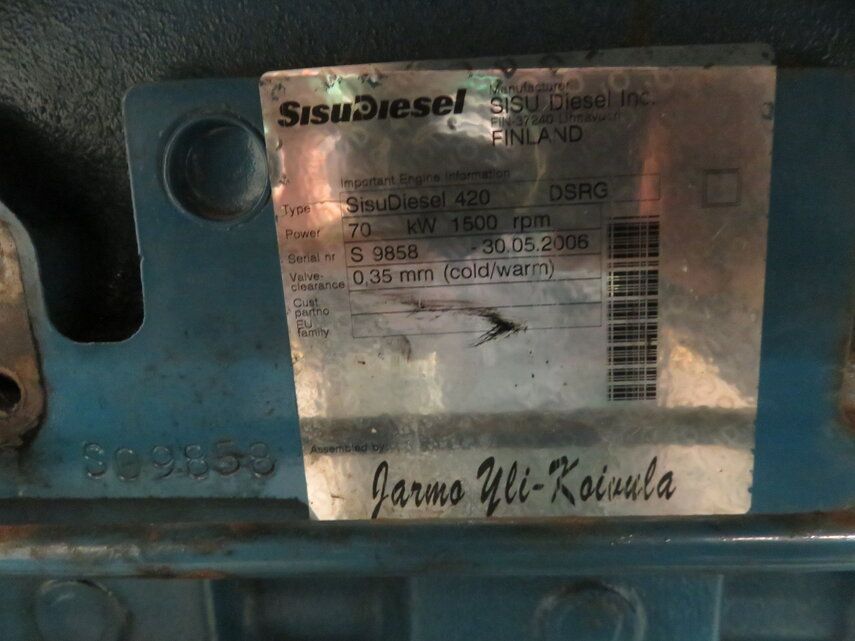 SISUDIESEL
Manufacturer
SISU Diesel Inc.
FIN-37240 Linnavuori
FINLAND
Important Engine Information
Type SisuDiesel 420 DSRG
Power 70 kW 1500 rpm
Serial nr S 9858 -30.05.2006
Valve-
clearance 0,35 mm (cold/warm)
Cust
partno
EU
family
Assembled by:
Jarmo Yli-Koivula
S09858